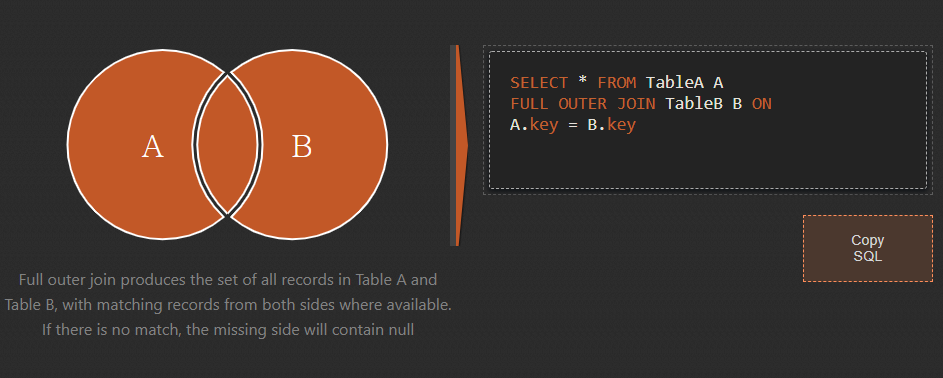 A
B
SELECT * FROM TableA A
FULL OUTER JOIN TableB B ON
A.key = B.key
Copy
SQL
Full outer join produces the set of all records in Table A and
Table B, with matching records from both sides where available.
If there is no match, the missing side will contain null